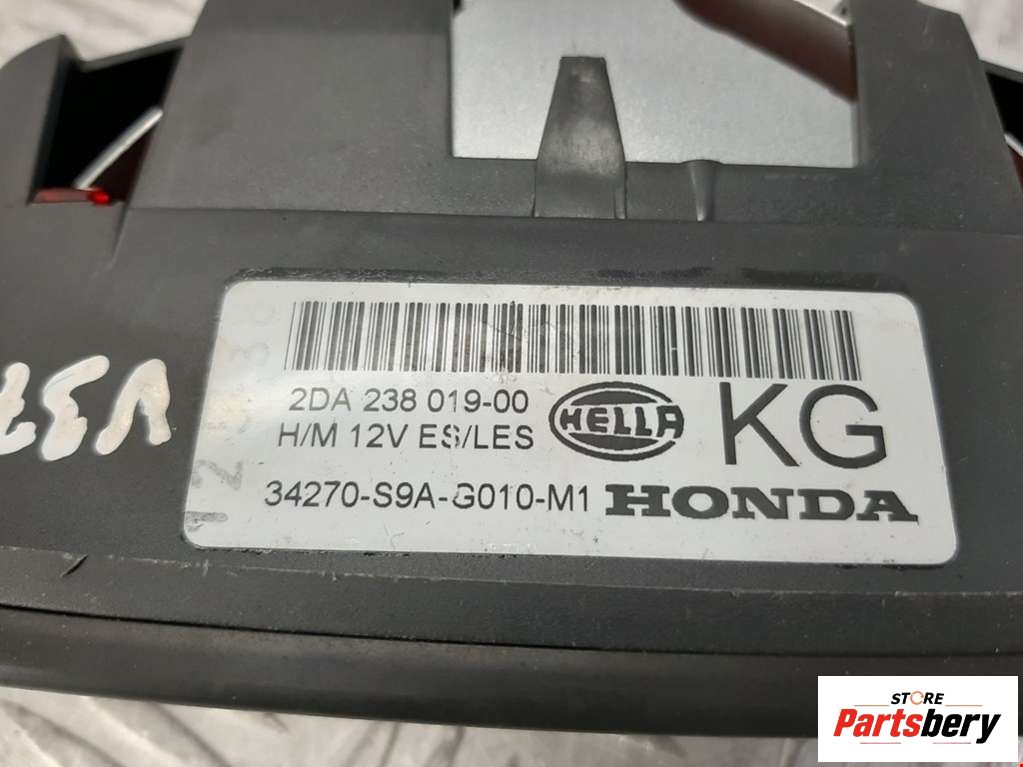 2DA 238 019-00
H/M 12V ES/LES
HELLA
KG
34270-S9A-G010-M1 HONDA
STORE
Partsbery